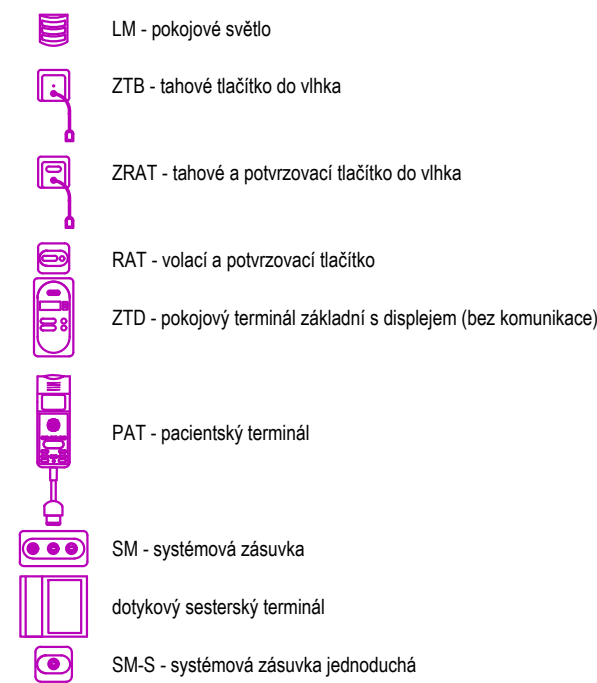 LM - pokojové světlo
ZTB - tahové tlačítko do vlhka
ZRAT - tahové a potvrzovací tlačítko do vlhka
RAT - volací a potvrzovací tlačítko
ZTD - pokojový terminál základní s displejem (bez komunikace)
PAT - pacientský terminál
SM - systémová zásuvka
dotykový sesterský terminál
SM-S - systémová zásuvka jednoduchá